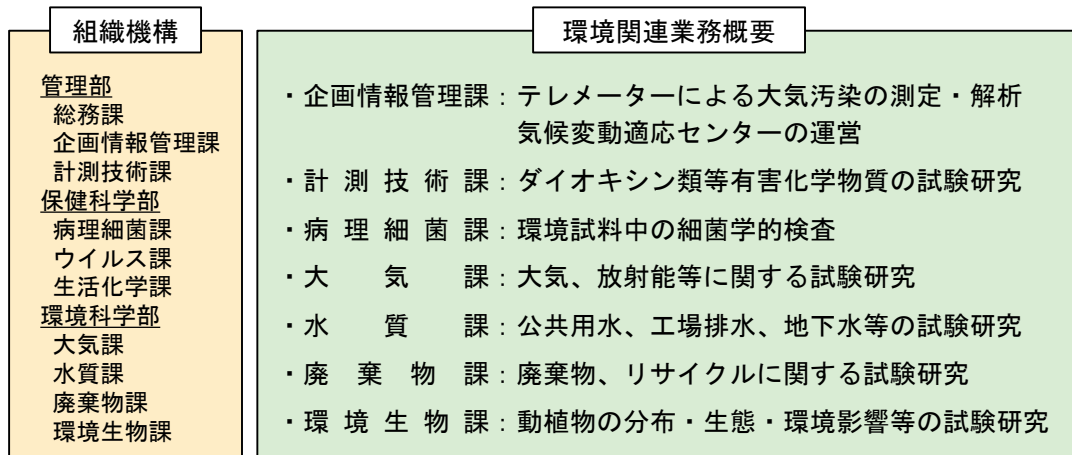 組織機構
管理部
総務課
企画情報管理課
計測技術課
保健科学部
病理細菌課
ウイルス課
生活化学課
環境科学部
大気課
水質課
廃棄物課
環境生物課
環境関連業務概要
・企画情報管理課：テレメーターによる大気汚染の測定・解析
気候変動適応センターの運営
・計測技術課：ダイオキシン類等有害化学物質の試験研究
・病理細菌課：環境試料中の細菌学的検査
・大気課：大気、放射能等に関する試験研究
・水質課：公共用水、工場排水、地下水等の試験研究
・廃棄物課：廃棄物、リサイクルに関する試験研究
・環境生物課：動植物の分布・生態・環境影響等の試験研究